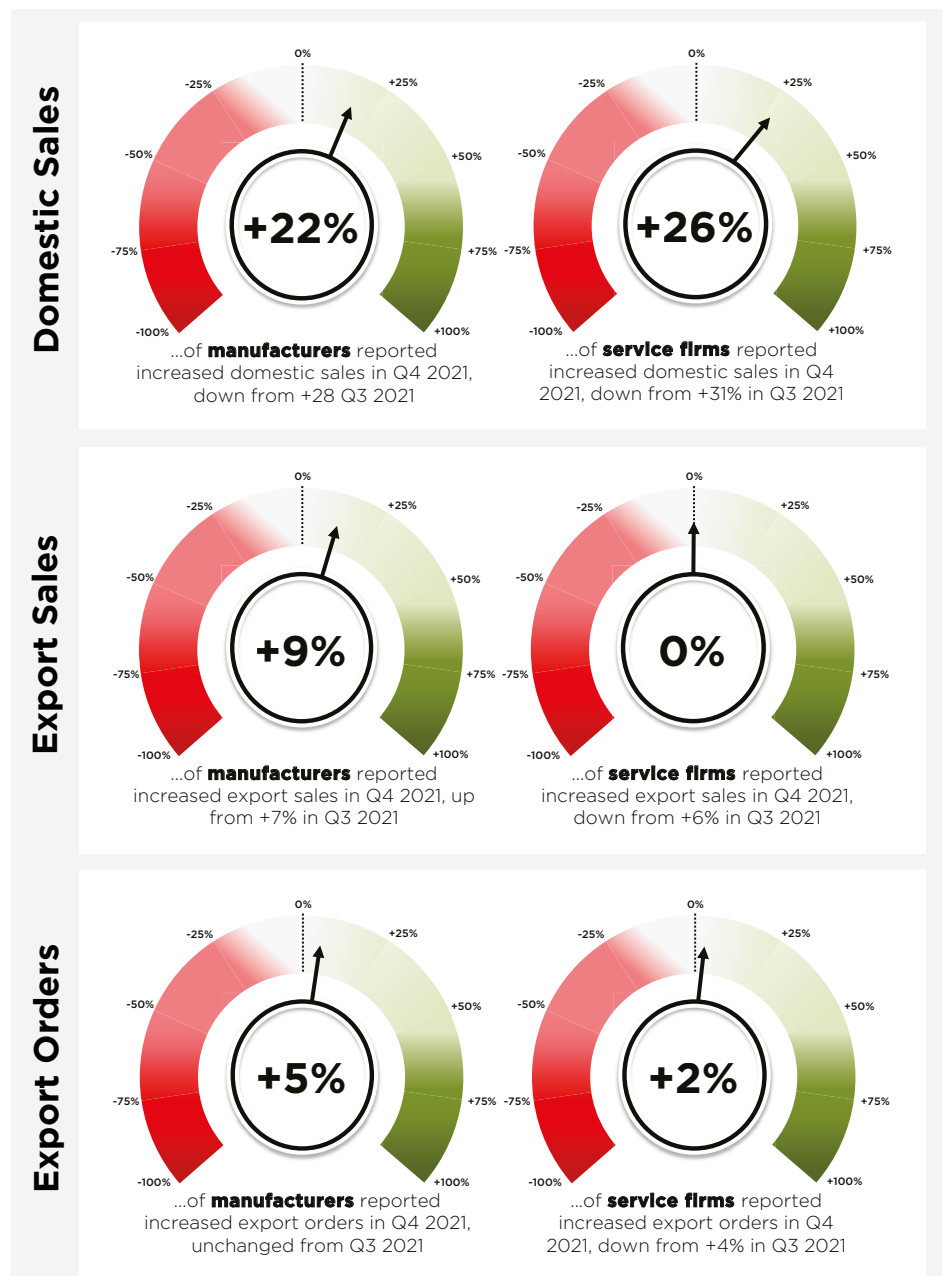 Domestic Sales
0%
-25%
+25%
-50%
+50%
-75%
+75%
-100%
+100%
+22%
...of manufacturers reported
increased domestic sales in Q4 2021,
down from +28 Q3 2021
0%
-25%
+25%
-50%
+50%
-75%
+75%
-100%
+100%
+26%
...of service firms reported
increased domestic sales in Q4
2021, down from +31% in Q3 2021
Export Sales
0%
-25%
+25%
-50%
+50%
-75%
+75%
-100%
+100%
+9%
...of manufacturers reported
increased export sales in Q4 2021, up
from +7% in Q3 2021
0%
-25%
+25%
-50%
+50%
-75%
+75%
-100%
+100%
0%
...of service firms reported
increased export sales in Q4 2021,
down from +6% in Q3 2021
Export Orders
0%
-25%
+25%
-50%
+50%
-75%
+75%
-100%
+100%
+5%
...of manufacturers reported
increased export orders in Q4 2021,
unchanged from Q3 2021
0%
-25%
+25%
-50%
+50%
-75%
+75%
-100%
+100%
+2%
...of service firms reported
increased export orders in Q4
2021, down from +4% in Q3 2021